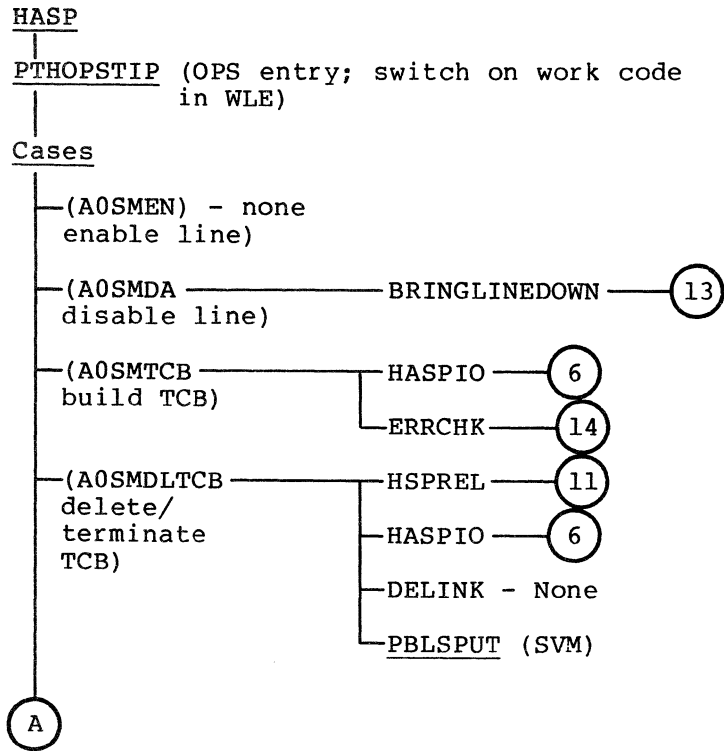 HASP
PTHOPSTIP (OPS entry; switch on work code
in WLE)
Cases
(A0SMEN) - none
enable line)
(A0SMDA BRINGLINEDOWN 13
disable line)
(A0SMTCB HASPIO 6
build TCB)
ERRCHK 14
(A0SMDLTCB HSPREL 11
delete/
terminate HASPIO 6
TCB)
DELINK - None
PBLSPUT (SVM)
A